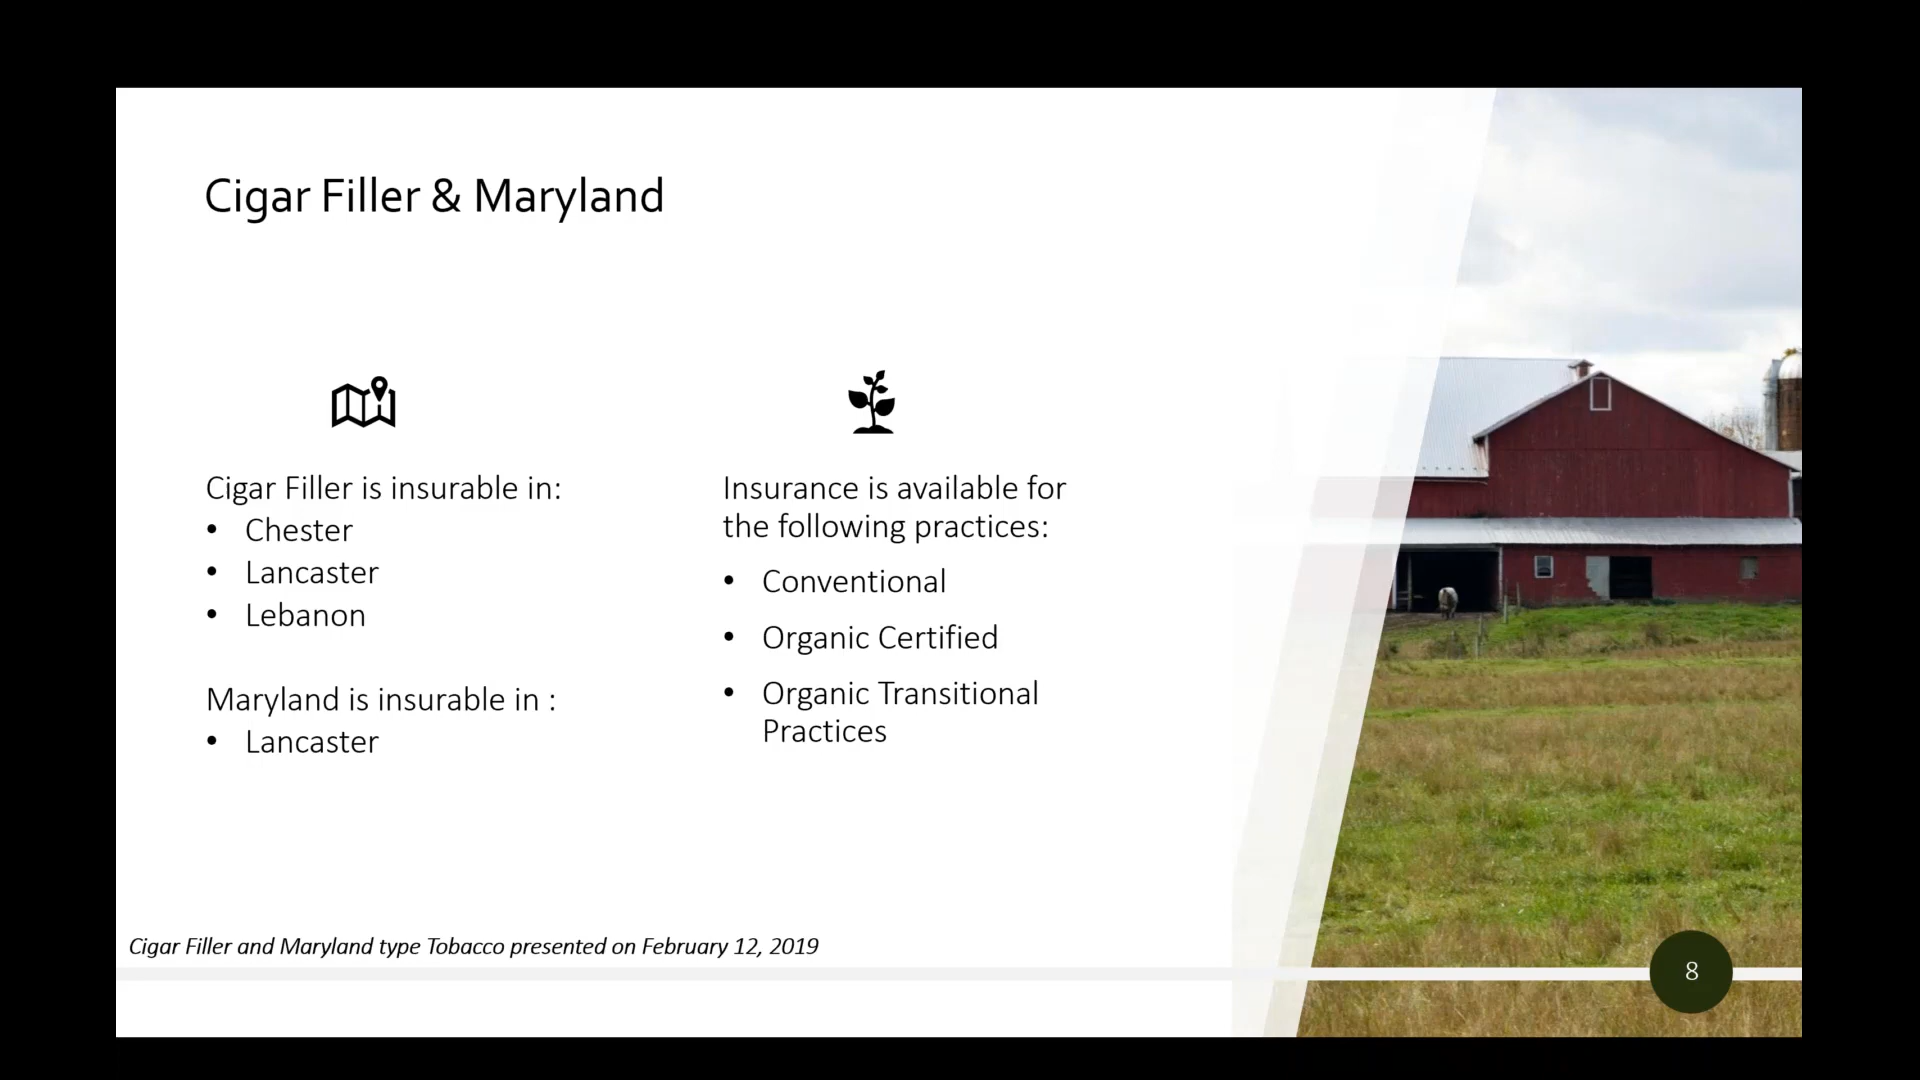 Cigar Filler & Maryland
Cigar Filler is insurable in:
• Chester
• Lancaster
• Lebanon
Maryland is insurable in :
• Lancaster
Insurance is available for
the following practices:
• Conventional
• Organic Certified
• Organic Transitional
Practices
Cigar Filler and Maryland type Tobacco presented on February 12, 2019
8